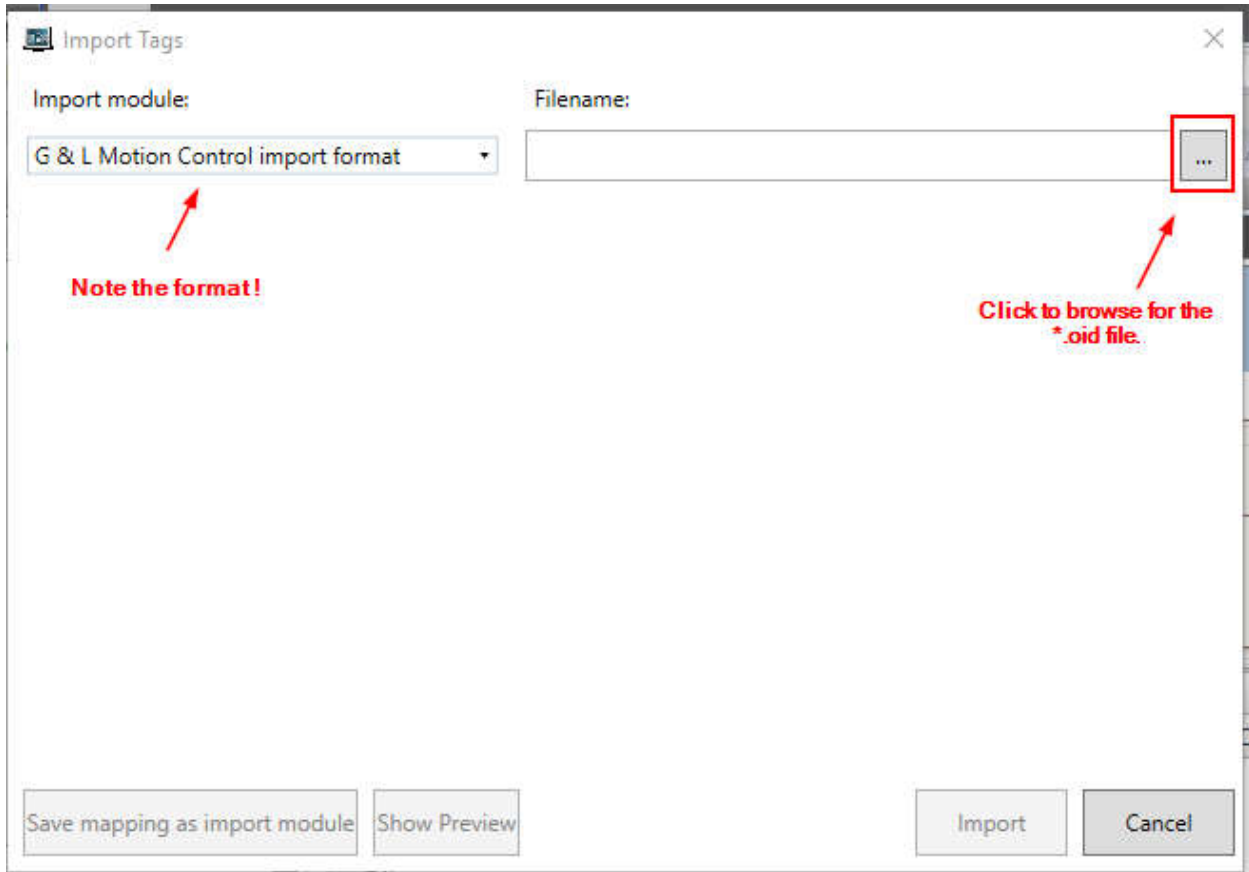 Import Tags
Import module:
Filename:
G & L Motion Control import format
...
Note the format!
Click to browse for the
*.oid file.
Save mapping as import module
Show Preview
Import
Cancel